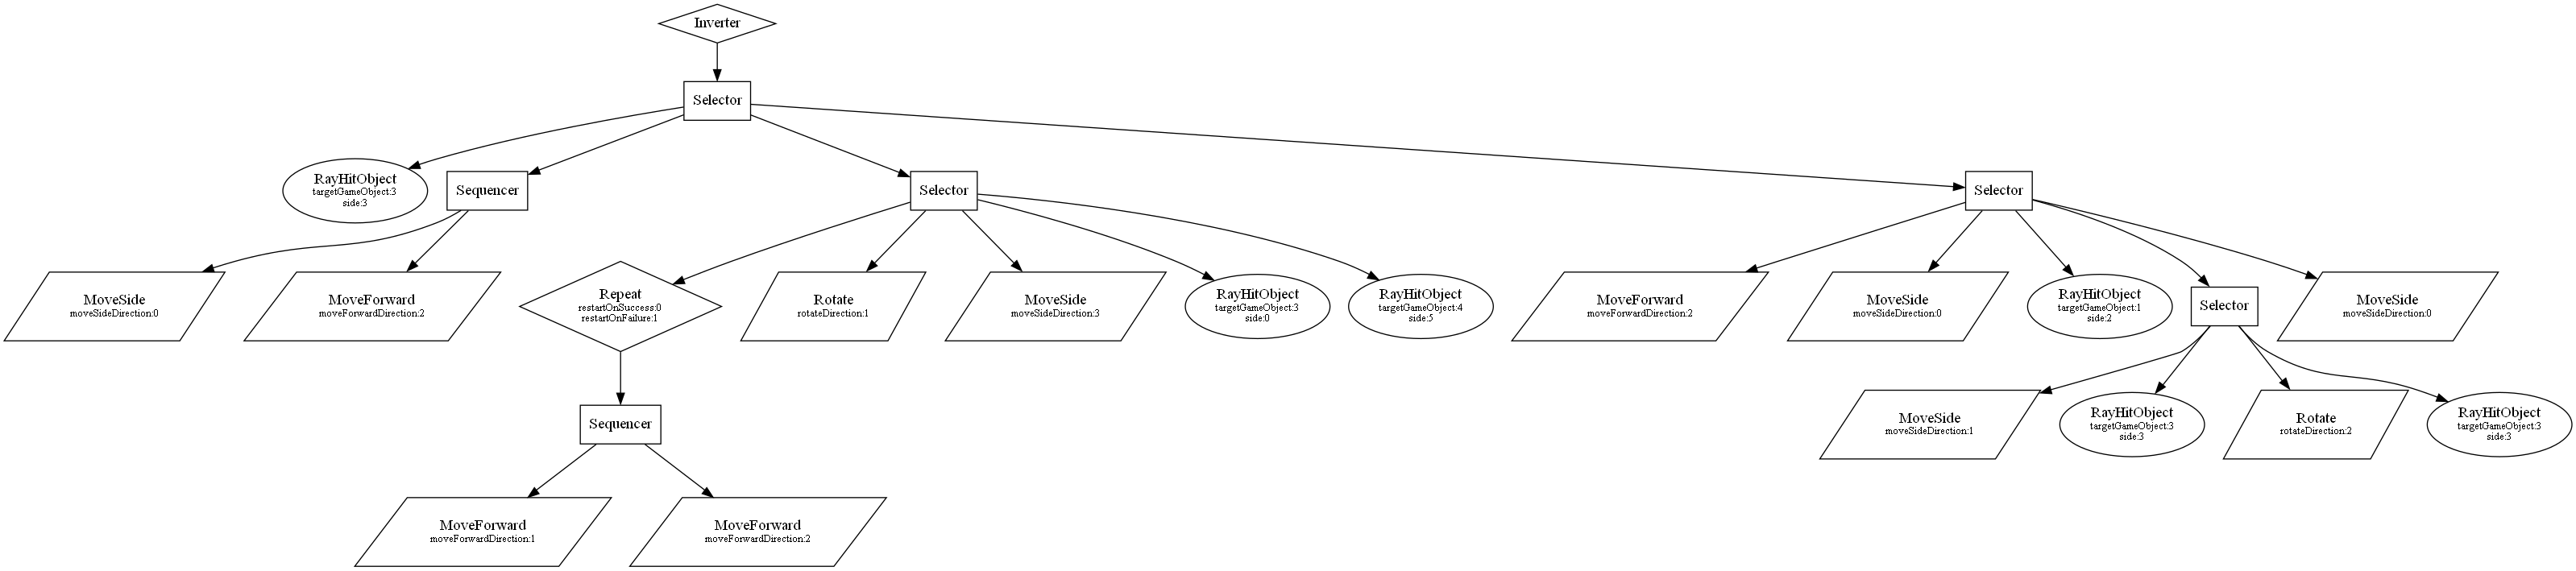 Inverter
Selector
RayHitObject
targetGameObject:3
side:3
Sequencer
Selector
Selector
MoveSide
moveSideDirection:0
MoveForward
moveForwardDirection:2
Repeat
restartOnSuccess:0
restartOnFailure:1
Rotate
rotateDirection:1
MoveSide
moveSideDirection:3
RayHitObject
targetGameObject:3
side:0
RayHitObject
targetGameObject:4
side:5
MoveForward
moveForwardDirection:2
MoveSide
moveSideDirection:0
RayHitObject
targetGameObject:1
side:2
Selector
MoveSide
moveSideDirection:0
Sequencer
MoveSide
moveSideDirection:1
RayHitObject
targetGameObject:3
side:3
Rotate
rotateDirection:2
RayHitObject
targetGameObject:3
side:3
MoveForward
moveForwardDirection:1
MoveForward
moveForwardDirection:2